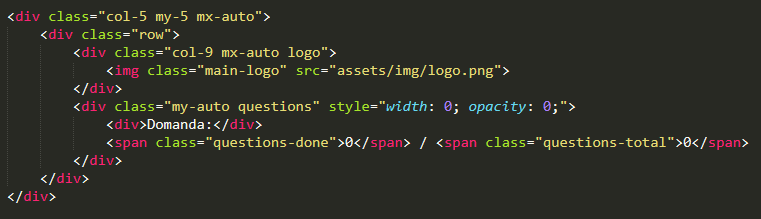 <div class="col-5 my-5 mx-auto">
<div class="row">
<div class="col-9 mx-auto logo">
<img class="main-logo" src="assets/img/logo.png">
</div>
<div class="my-auto questions" style="width: 0; opacity: 0;">
<div>Domanda:</div>
<span class="questions-done">0</span> / <span class="questions-total">0</span>
</div>
</div>
</div>